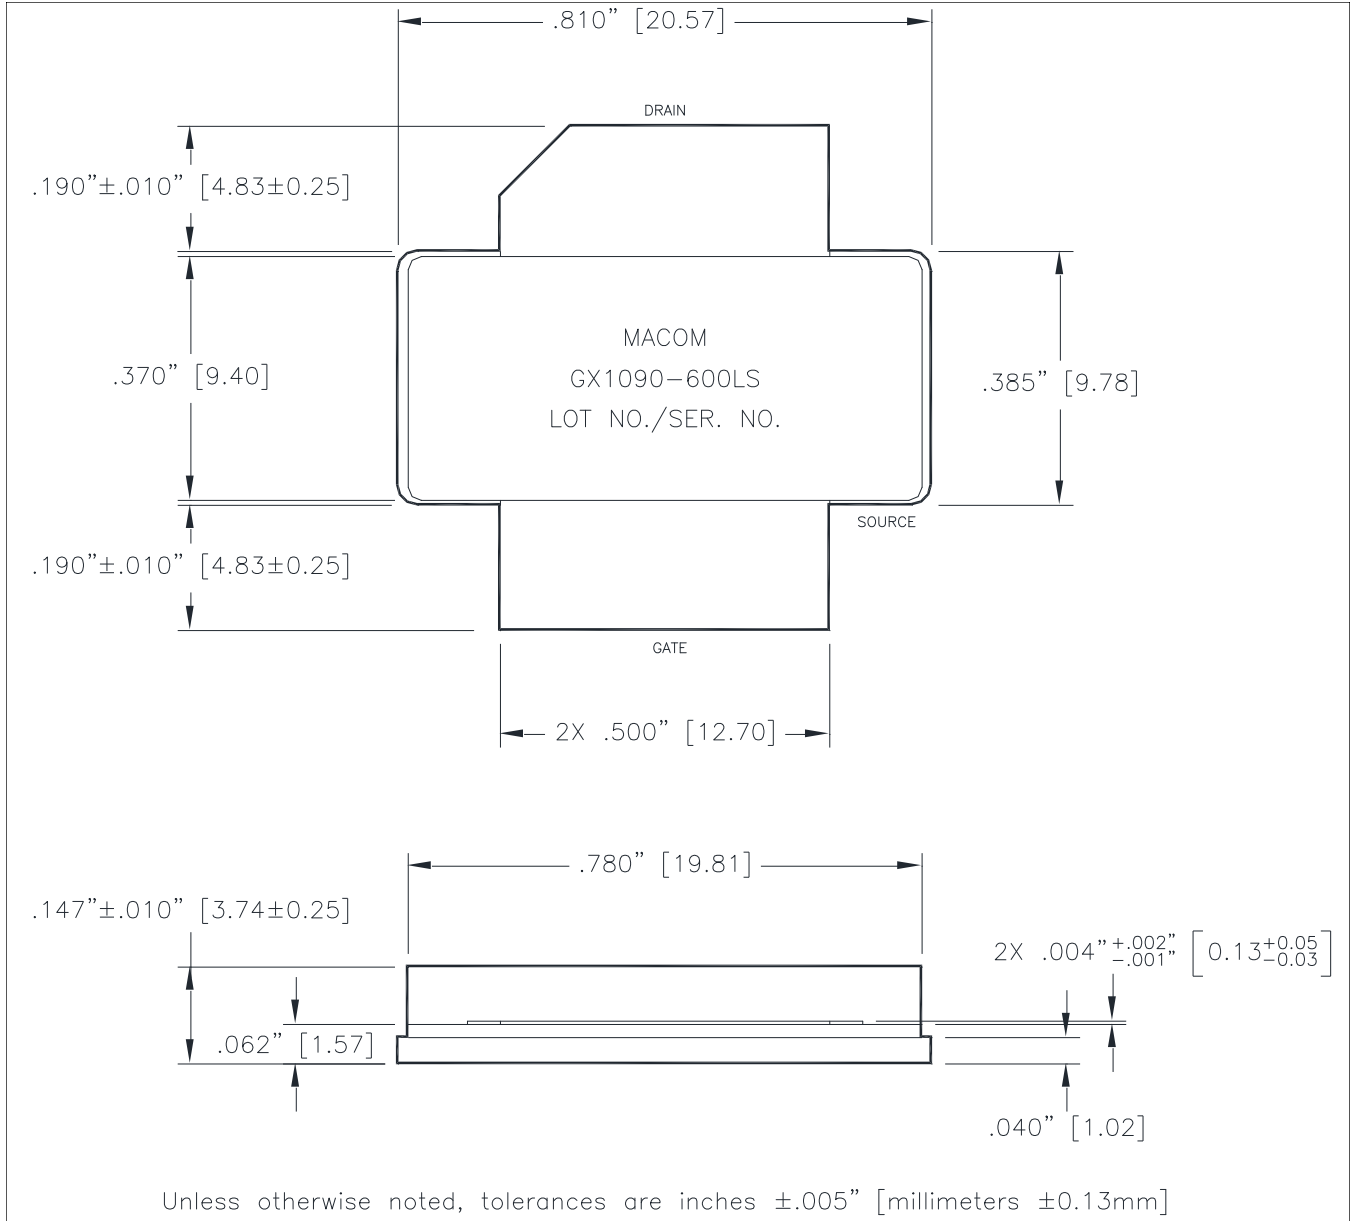 .810” [20.57]
DRAIN
.190”±.010” [4.83±0.25]
MACOM
.370” [9.40]
GX1090–600LS
.385” [9.78]
LOT NO./SER. NO.
SOURCE
.190”±.010” [4.83±0.25]
GATE
2X .500” [12.70]
.780” [19.81]
.147”±.010” [3.74±0.25]
2X .004” +.002” –.001” [0.13 +0.05 –0.03]
.062” [1.57]
.040” [1.02]
Unless otherwise noted, tolerances are inches ±.005” [millimeters ±0.13mm]